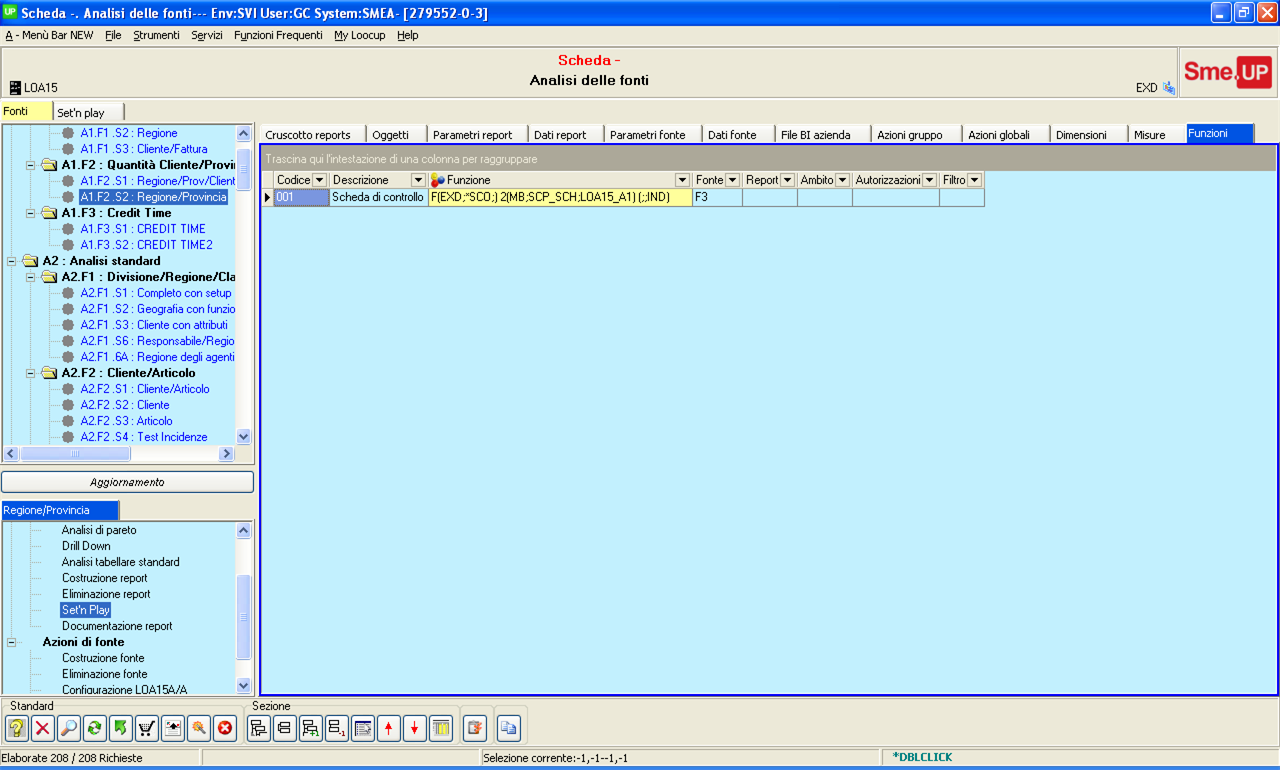 Scheda -. Analisi delle fonti--- Env:SVI User:GC System:SMEA- [279552-0-3]
A - Menù Bar NEW File Strumenti Servizi Funzioni Frequenti My Loocup Help
Scheda -
Analisi delle fonti
LOA15
EXD
Sme.UP
Fonti Set'n play
A1.F1 .S2 : Regione
A1.F1 .S3 : Cliente/Fattura
A1.F2 : Quantità Cliente/Provin
A1.F2 .S1 : Regione/Prov/Client
A1.F2 .S2 : Regione/Provincia
A1.F3 : Credit Time
A1.F3 .S1 : CREDIT TIME
A1.F3 .S2 : CREDIT TIME2
A2 : Analisi standard
A2.F1 : Divisione/Regione/Cla
A2.F1 .S1 : Completo con setup
A2.F1 .S2 : Geografia con funzio
A2.F1 .S3 : Cliente con attributi
A2.F1 .S6 : Responsabile/Regio
A2.F1 .6A : Regione degli agenti
A2.F2 : Cliente/Articolo
A2.F2 .S1 : Cliente/Articolo
A2.F2 .S2 : Cliente
A2.F2 .S3 : Articolo
A2.F2 .S4 : Test Incidenze
Aggiornamento
Regione/Provincia
Analisi di pareto
Drill Down
Analisi tabellare standard
Costruzione report
Eliminazione report
Set'n Play
Documentazione report
Azioni di fonte
Costruzione fonte
Eliminazione fonte
Configurazione LOA15A/A
Cruscotto reports Oggetti Parametri report Dati report Parametri fonte Dati fonte File BI azienda Azioni gruppo Azioni globali Dimensioni Misure Funzioni
Trascina qui l'intestazione di una colonna per raggruppare
Codice Descrizione Funzione Fonte Report Ambito Autorizzazioni Filtro
001 Scheda di controllo F(EXD;*SCO;) 2(MB;SCP_SCH;LOA15_A1) (;;IND) F3
Standard Sezione
Elaborate 208 / 208 Richieste Selezione corrente:-1,-1--1,-1 *DBLCLICK